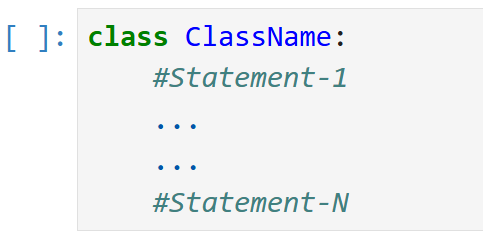 [ ]: class ClassName:
#Statement-1
...
...
#Statement-N